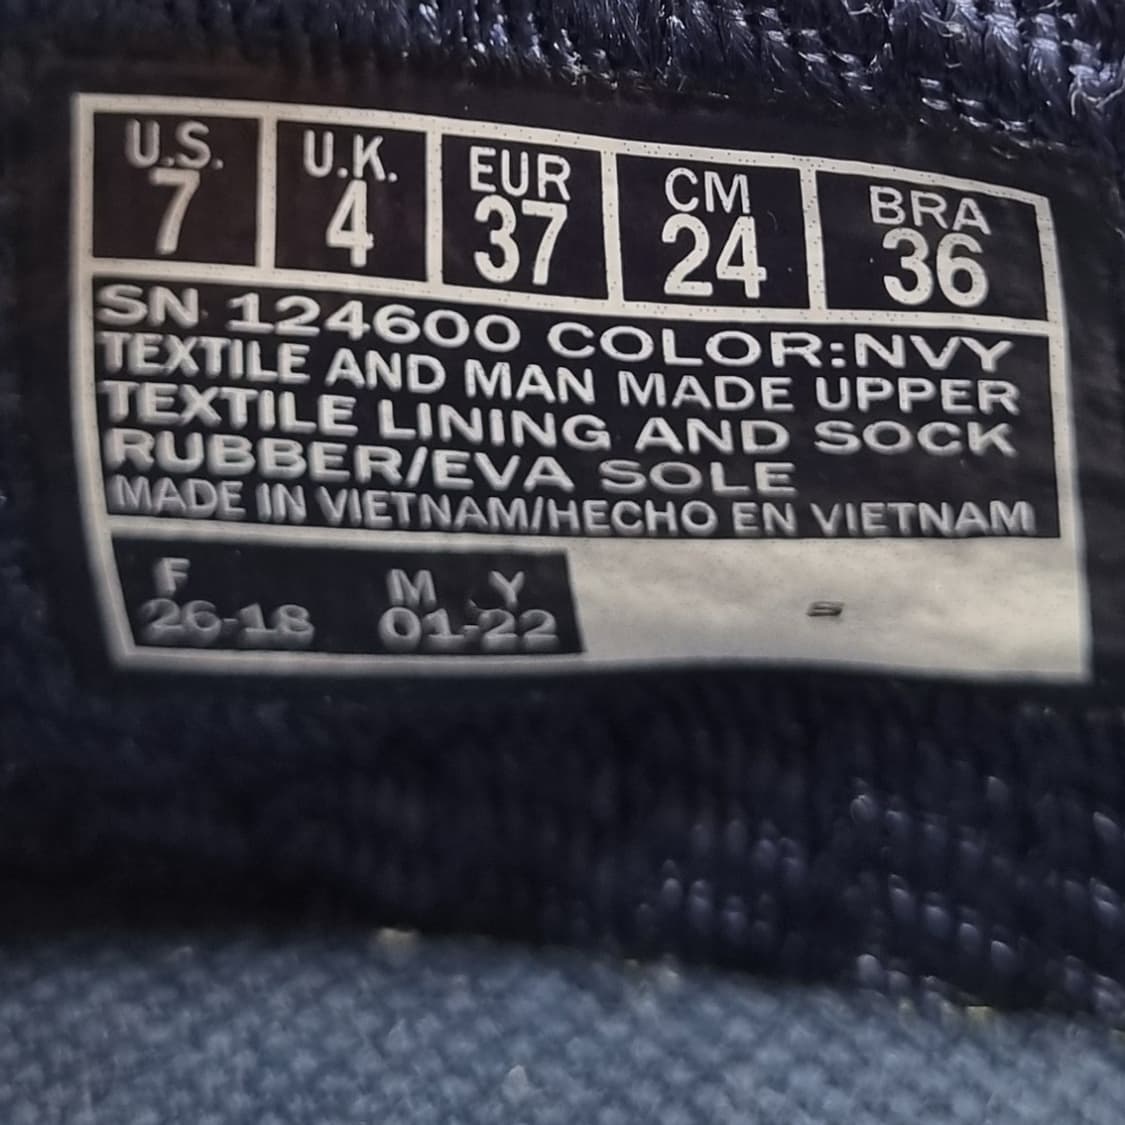 U.S. U.K. EUR CM BRA
7 4 37 24 36
SN 124600 COLOR:NVY
TEXTILE AND MAN MADE UPPER
TEXTILE LINING AND SOCK
RUBBER/EVA SOLE
MADE IN VIETNAM/HECHO EN VIETNAM
F M Y
26-18 01-22